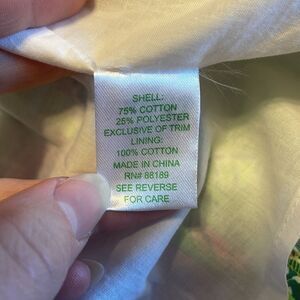 SHELL:
75% COTTON
25% POLYESTER
EXCLUSIVE OF TRIM
LINING:
100% COTTON
MADE IN CHINA
RN# 88189
SEE REVERSE
FOR CARE